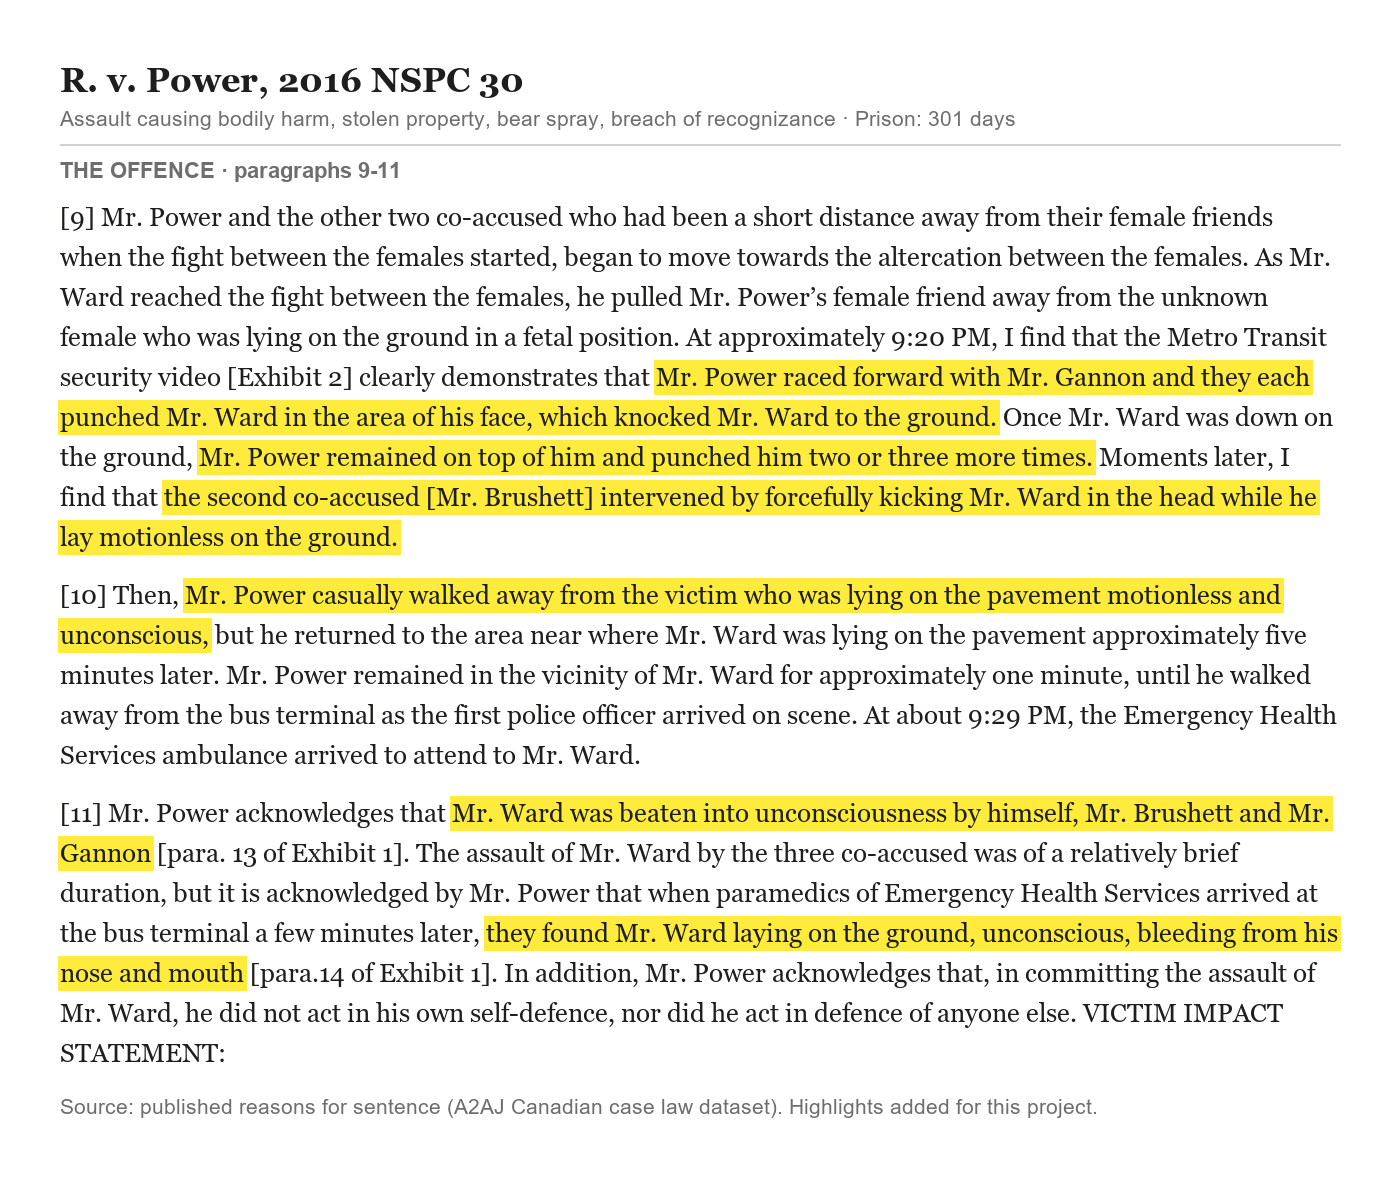 R. v. Power, 2016 NSPC 30
Assault causing bodily harm, stolen property, bear spray, breach of recognizance · Prison: 301 days
THE OFFENCE · paragraphs 9-11
[9] Mr. Power and the other two co-accused who had been a short distance away from their female friends
when the fight between the females started, began to move towards the altercation between the females. As Mr.
Ward reached the fight between the females, he pulled Mr. Power’s female friend away from the unknown
female who was lying on the ground in a fetal position. At approximately 9:20 PM, I find that the Metro Transit
security video [Exhibit 2] clearly demonstrates that Mr. Power raced forward with Mr. Gannon and they each
punched Mr. Ward in the area of his face, which knocked Mr. Ward to the ground. Once Mr. Ward was down on
the ground, Mr. Power remained on top of him and punched him two or three more times. Moments later, I
find that the second co-accused [Mr. Brushett] intervened by forcefully kicking Mr. Ward in the head while he
lay motionless on the ground.
[10] Then, Mr. Power casually walked away from the victim who was lying on the pavement motionless and
unconscious, but he returned to the area near where Mr. Ward was lying on the pavement approximately five
minutes later. Mr. Power remained in the vicinity of Mr. Ward for approximately one minute, until he walked
away from the bus terminal as the first police officer arrived on scene. At about 9:29 PM, the Emergency Health
Services ambulance arrived to attend to Mr. Ward.
[11] Mr. Power acknowledges that Mr. Ward was beaten into unconsciousness by himself, Mr. Brushett and Mr.
Gannon [para. 13 of Exhibit 1]. The assault of Mr. Ward by the three co-accused was of a relatively brief
duration, but it is acknowledged by Mr. Power that when paramedics of Emergency Health Services arrived at
the bus terminal a few minutes later, they found Mr. Ward laying on the ground, unconscious, bleeding from his
nose and mouth [para.14 of Exhibit 1]. In addition, Mr. Power acknowledges that, in committing the assault of
Mr. Ward, he did not act in his own self-defence, nor did he act in defence of anyone else. VICTIM IMPACT
STATEMENT:
Source: published reasons for sentence (A2AJ Canadian case law dataset). Highlights added for this project.